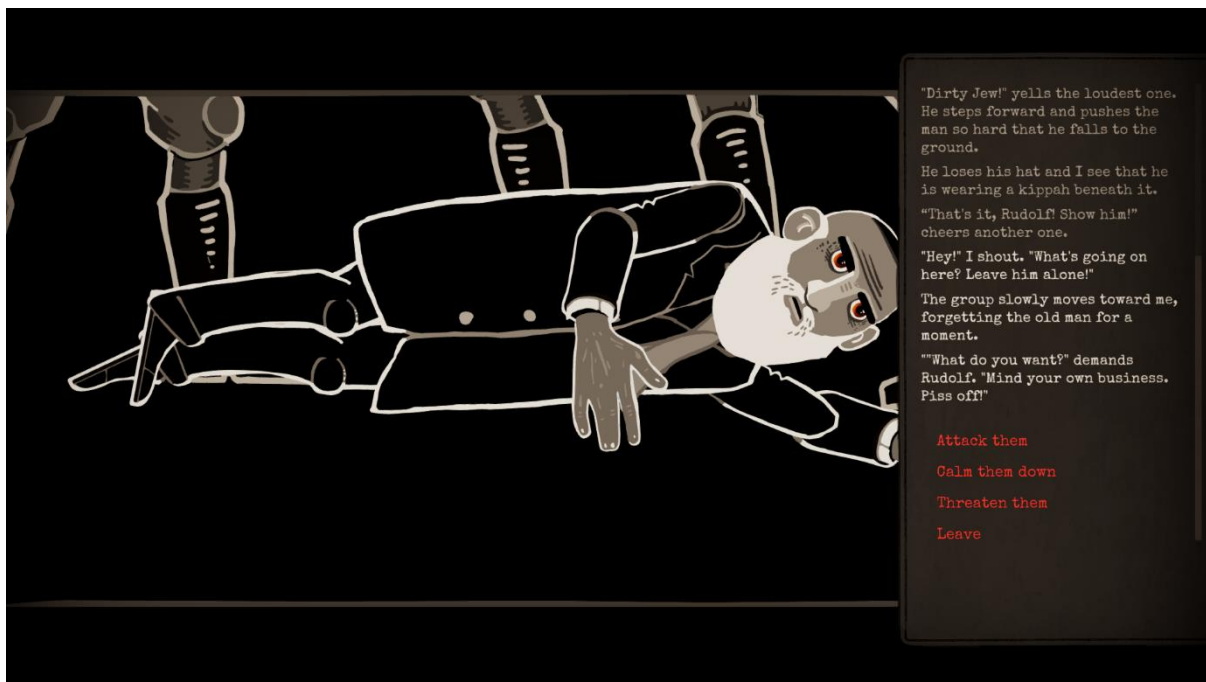 "Dirty Jew!" yells the loudest one.
He steps forward and pushes the
man so hard that he falls to the
ground.
He loses his hat and I see that he
is wearing a kippah beneath it.
“That's it, Rudolf! Show him!”
cheers another one.
"Hey!" I shout. "What's going on
here? Leave him alone!"
The group slowly moves toward me,
forgetting the old man for a
moment.
""What do you want?" demands
Rudolf. "Mind your own business.
Piss off!"
Attack them
Calm them down
Threaten them
Leave